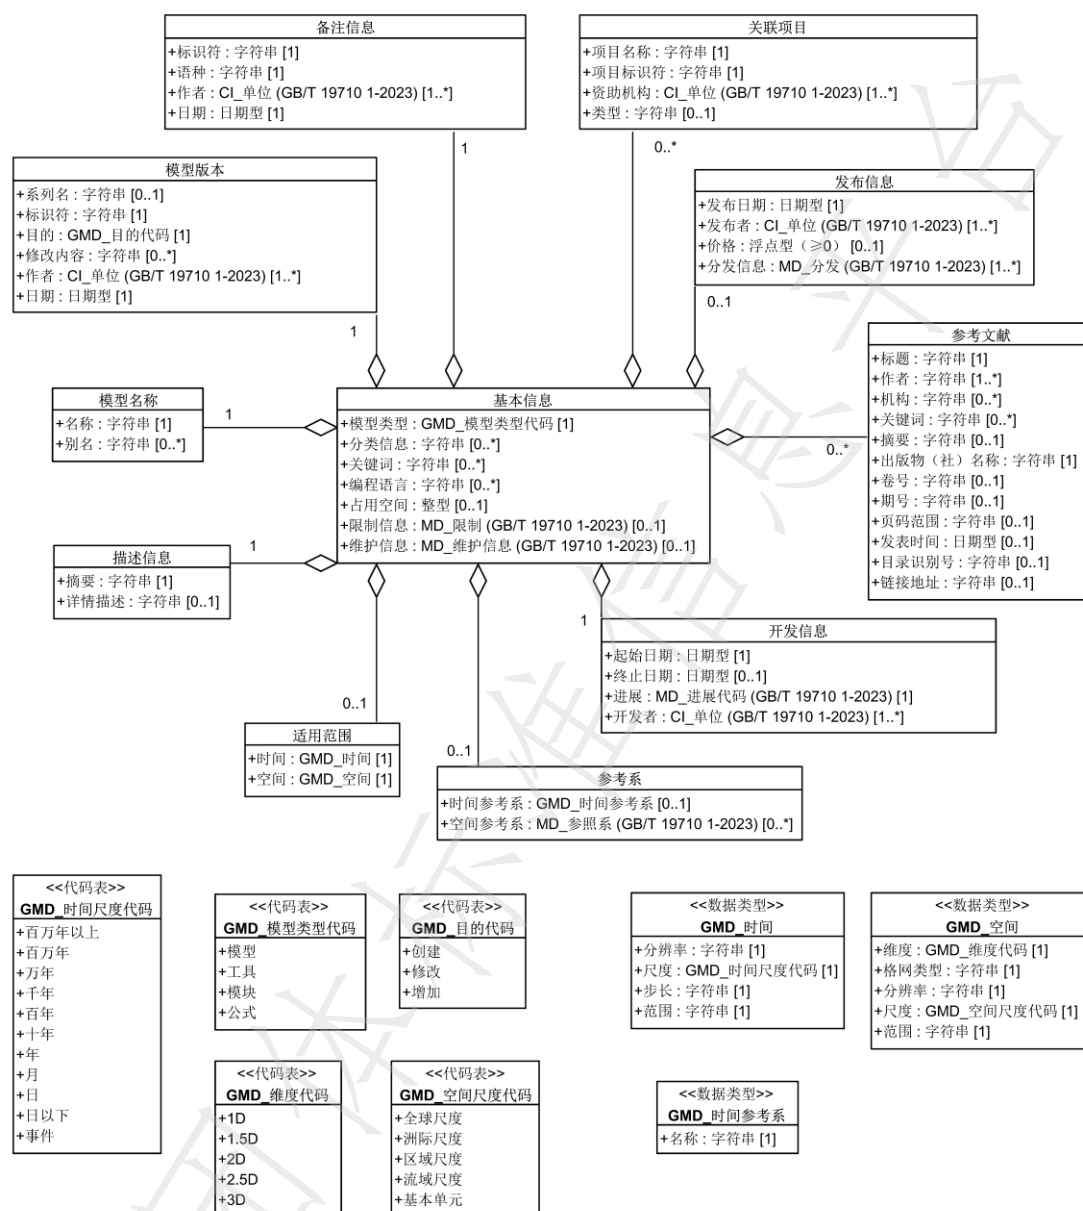 备注信息
+标识符 : 字符串 [1]
+语种 : 字符串 [1]
+作者 : CI_单位 (GB/T 19710 1-2023) [1..*]
+日期 : 日期型 [1]
关联项目
+项目名称 : 字符串 [1]
+项目标识符 : 字符串 [1]
+资助机构 : CI_单位 (GB/T 19710 1-2023) [1..*]
+类型 : 字符串 [0..1]
1
0..*
模型版本
+系列名 : 字符串 [0..1]
+标识符 : 字符串 [1]
+目的 : GMD_目的代码 [1]
+修改内容 : 字符串 [0..*]
+作者 : CI_单位 (GB/T 19710 1-2023) [1..*]
+日期 : 日期型 [1]
1
发布信息
+发布日期 : 日期型 [1]
+发布者 : CI_单位 (GB/T 19710 1-2023) [1..*]
+价格 : 浮点型（≥0） [0..1]
+分发信息 : MD_分发 (GB/T 19710 1-2023) [1..*]
0..1
参考文献
+标题 : 字符串 [1]
+作者 : 字符串 [1..*]
+机构 : 字符串 [0..*]
+关键词 : 字符串 [0..*]
+摘要 : 字符串 [0..1]
+出版物（社）名称 : 字符串 [1]
+卷号 : 字符串 [0..1]
+期号 : 字符串 [0..1]
+页码范围 : 字符串 [0..1]
+发表时间 : 日期型 [0..1]
+目录识别号 : 字符串 [0..1]
+链接地址 : 字符串 [0..1]
0..*
模型名称
+名称 : 字符串 [1]
+别名 : 字符串 [0..*]
1
基本信息
+模型类型 : GMD_模型类型代码 [1]
+分类信息 : 字符串 [0..*]
+关键词 : 字符串 [0..*]
+编程语言 : 字符串 [0..*]
+占用空间 : 整型 [0..1]
+限制信息 : MD_限制 (GB/T 19710 1-2023) [0..1]
+维护信息 : MD_维护信息 (GB/T 19710 1-2023) [0..1]
描述信息
+摘要 : 字符串 [1]
+详情描述 : 字符串 [0..1]
1
开发信息
+起始日期 : 日期型 [1]
+终止日期 : 日期型 [0..1]
+进展 : MD_进展代码 (GB/T 19710 1-2023) [1]
+开发者 : CI_单位 (GB/T 19710 1-2023) [1..*]
1
0..1
适用范围
+时间 : GMD_时间 [1]
+空间 : GMD_空间 [1]
0..1
参考系
+时间参考系 : GMD_时间参考系 [0..1]
+空间参考系 : MD_参照系 (GB/T 19710 1-2023) [0..*]
<<代码表>>
GMD_时间尺度代码
+百万年以上
+百万年
+万年
+千年
+百年
+十年
+年
+月
+日
+日以下
+事件
<<代码表>>
GMD_模型类型代码
+模型
+工具
+模块
+公式
<<代码表>>
GMD_目的代码
+创建
+修改
+增加
<<数据类型>>
GMD_时间
+分辨率 : 字符串 [1]
+尺度 : GMD_时间尺度代码 [1]
+步长 : 字符串 [1]
+范围 : 字符串 [1]
<<数据类型>>
GMD_空间
+维度 : GMD_维度代码 [1]
+格网类型 : 字符串 [1]
+分辨率 : 字符串 [1]
+尺度 : GMD_空间尺度代码 [1]
+范围 : 字符串 [1]
<<代码表>>
GMD_维度代码
+1D
+1.5D
+2D
+2.5D
+3D
<<代码表>>
GMD_空间尺度代码
+全球尺度
+洲际尺度
+区域尺度
+流域尺度
+基本单元
<<数据类型>>
GMD_时间参考系
+名称 : 字符串 [1]
团体标准信息平台